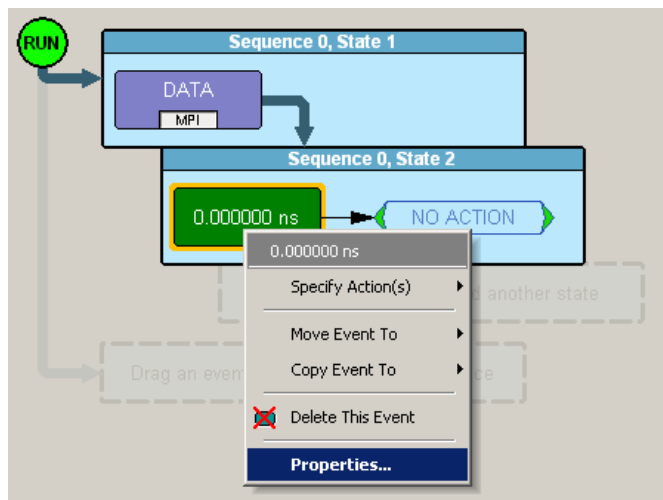 RUN
Sequence 0, State 1
DATA
MPI
Sequence 0, State 2
0.000000 ns
NO ACTION
0.000000 ns
Specify Action(s)
another state
Move Event To
Drag an even
ce
Copy Event To
Delete This Event
Properties...